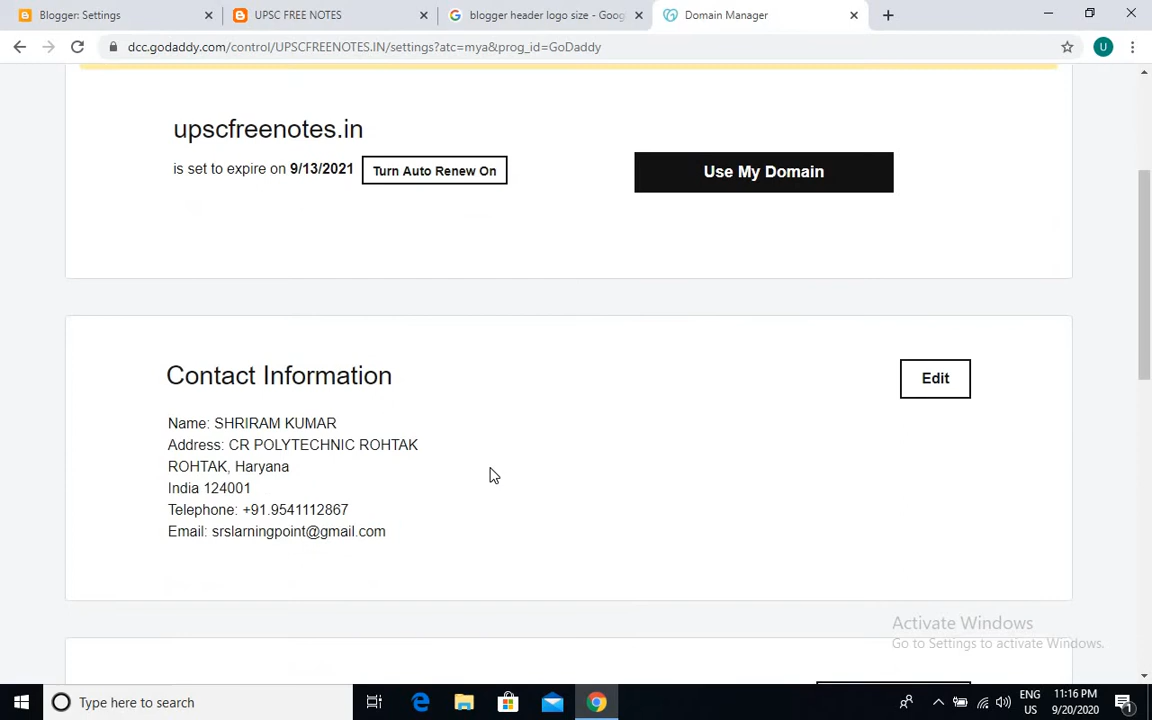 Blogger: Settings
UPSC FREE NOTES
blogger header logo size - Goog
Domain Manager
dcc.godaddy.com/control/UPSCFREENOTES.IN/settings?atc=mya&prog_id=GoDaddy
U
upscfreenotes.in
is set to expire on 9/13/2021
Turn Auto Renew On
Use My Domain
Contact Information
Edit
Name: SHRIRAM KUMAR
Address: CR POLYTECHNIC ROHTAK
ROHTAK, Haryana
India 124001
Telephone: +91.9541112867
Email: srslarningpoint@gmail.com
Activate Windows
Go to Settings to activate Windows.
Type here to search
ENG
US
11:16 PM
9/20/2020
1